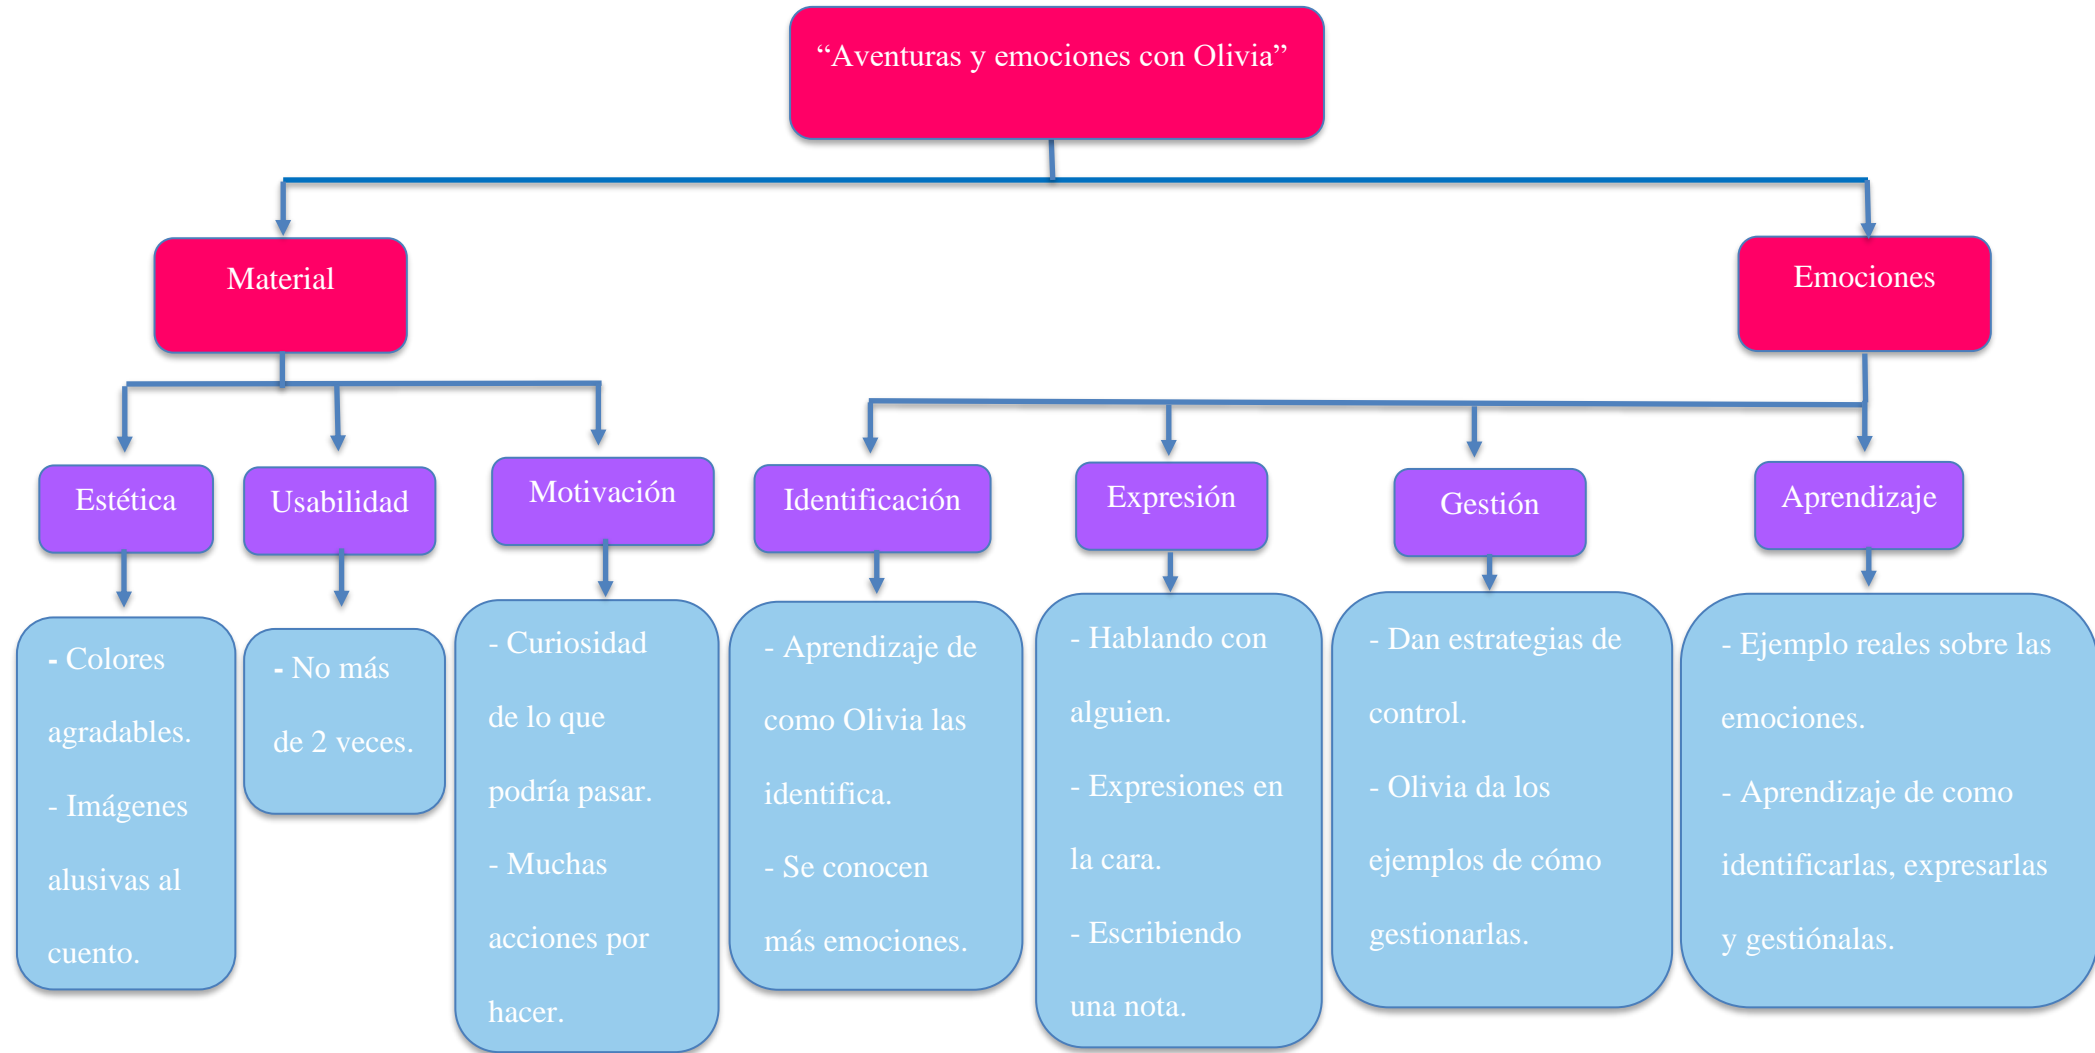 “Aventuras y emociones con Olivia”
Material
Emociones
Estética
Usabilidad
Motivación
Identificación
Expresión
Gestión
Aprendizaje
- Colores
agradables.
- Imágenes
alusivas al
cuento.
- No más
de 2 veces.
- Curiosidad
de lo que
podría pasar.
- Muchas
acciones por
hacer.
- Aprendizaje de
como Olivia las
identifica.
- Se conocen
más emociones.
- Hablando con
alguien.
- Expresiones en
la cara.
- Escribiendo
una nota.
- Dan estrategias de
control.
- Olivia da los
ejemplos de cómo
gestionarlas.
- Ejemplo reales sobre las
emociones.
- Aprendizaje de como
identificarlas, expresarlas
y gestiónalas.